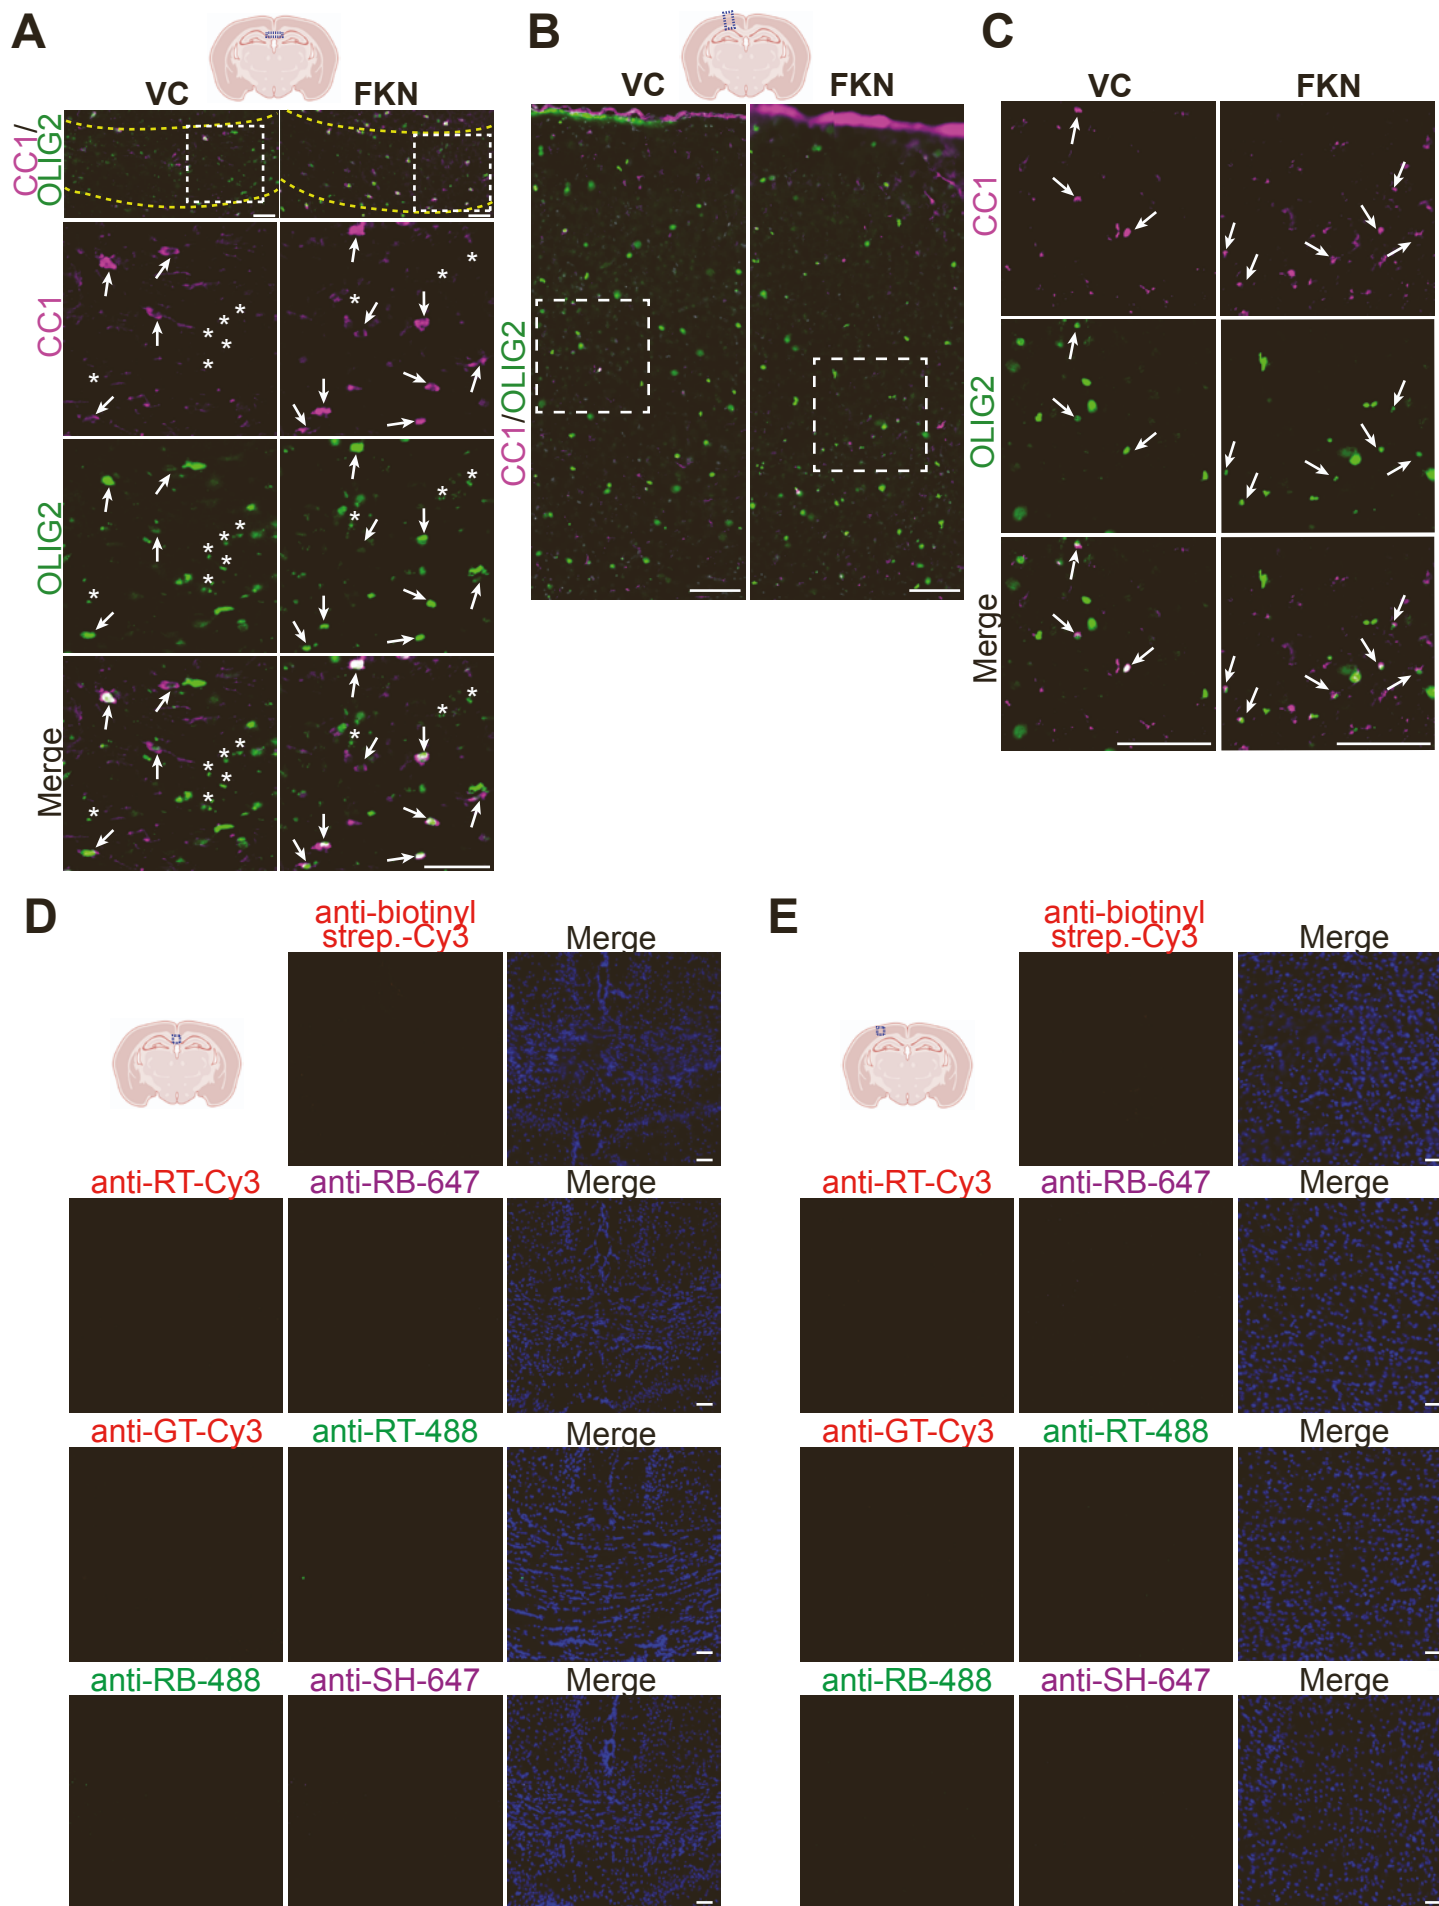 A
VC
FKN
CC1/
OLIG2
CC1
OLIG2
Merge
B
VC
FKN
CC1/OLIG2
C
VC
FKN
CC1
OLIG2
Merge
D
anti-biotinyl
strep.-Cy3
Merge
anti-RT-Cy3
anti-RB-647
Merge
anti-GT-Cy3
anti-RT-488
Merge
anti-RB-488
anti-SH-647
Merge
E
anti-biotinyl
strep.-Cy3
Merge
anti-RT-Cy3
anti-RB-647
Merge
anti-GT-Cy3
anti-RT-488
Merge
anti-RB-488
anti-SH-647
Merge